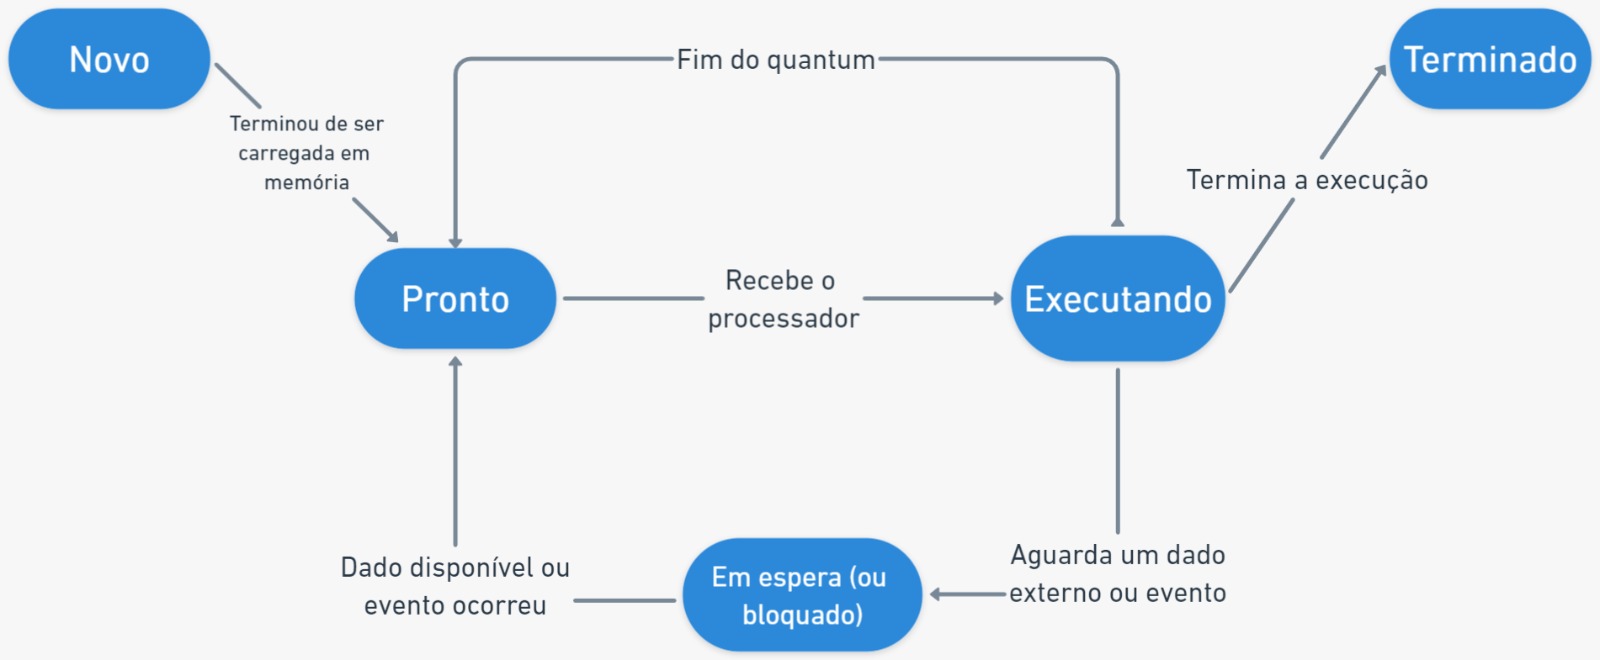 Novo
Fim do quantum
Terminado
Terminou de ser
carregada em
memória
Termina a execução
Pronto
Recebe o
processador
Executando
Dado disponível ou
evento ocorreu
Em espera (ou
bloquado)
Aguarda um dado
externo ou evento